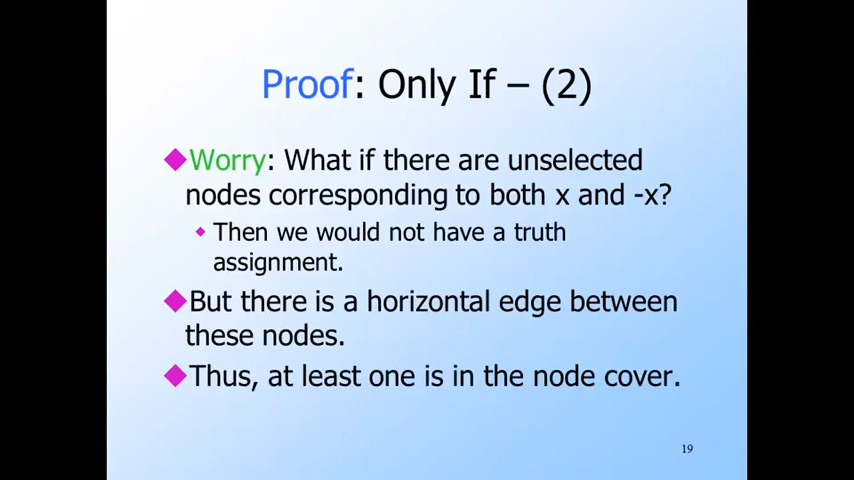 Proof: Only If – (2)
Worry: What if there are unselected
nodes corresponding to both x and -x?
Then we would not have a truth
assignment.
But there is a horizontal edge between
these nodes.
Thus, at least one is in the node cover.
19